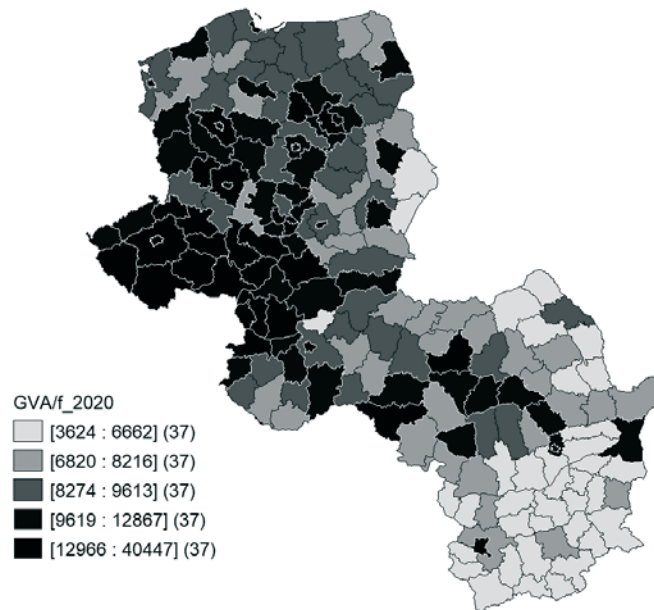 GVA/f_2020
[3624 : 6662] (37)
[6820 : 8216] (37)
[8274 : 9613] (37)
[9619 : 12867] (37)
[12966 : 40447] (37)